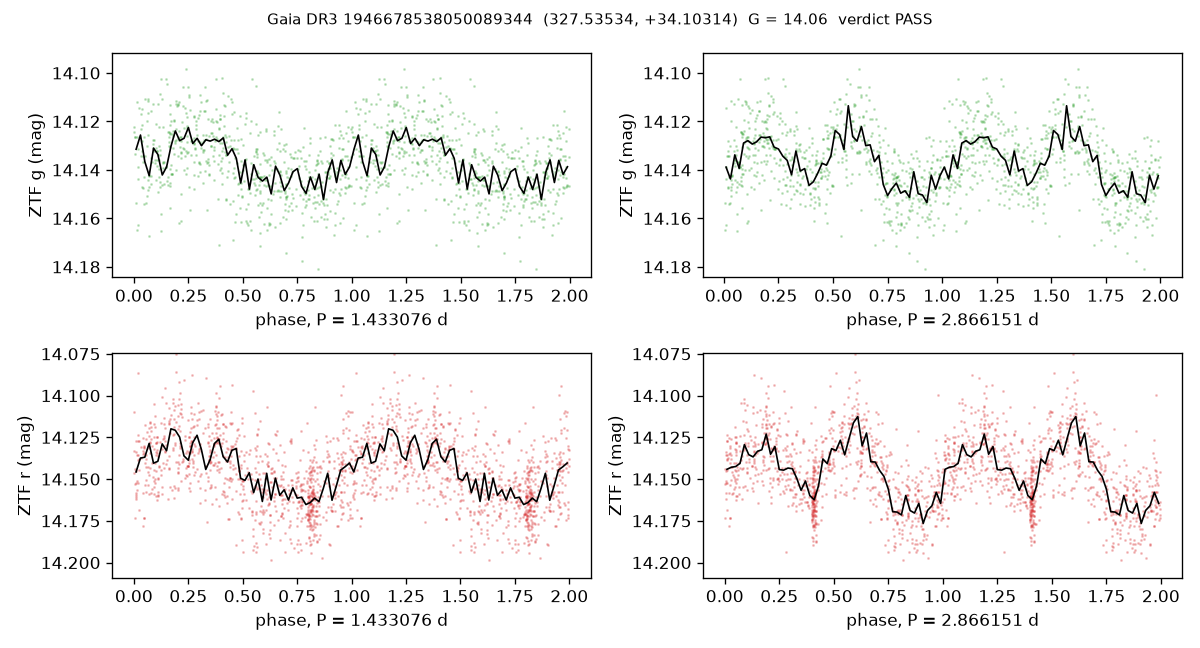 Gaia DR3 1946678538050089344  (327.53534, +34.10314)  G = 14.06  verdict PASS
ZTF g (mag)
14.10
14.12
14.14
14.16
14.18
0.00 0.25 0.50 0.75 1.00 1.25 1.50 1.75 2.00
phase, P = 1.433076 d
ZTF g (mag)
14.10
14.12
14.14
14.16
14.18
0.00 0.25 0.50 0.75 1.00 1.25 1.50 1.75 2.00
phase, P = 2.866151 d
ZTF r (mag)
14.075
14.100
14.125
14.150
14.175
14.200
0.00 0.25 0.50 0.75 1.00 1.25 1.50 1.75 2.00
phase, P = 1.433076 d
ZTF r (mag)
14.075
14.100
14.125
14.150
14.175
14.200
0.00 0.25 0.50 0.75 1.00 1.25 1.50 1.75 2.00
phase, P = 2.866151 d